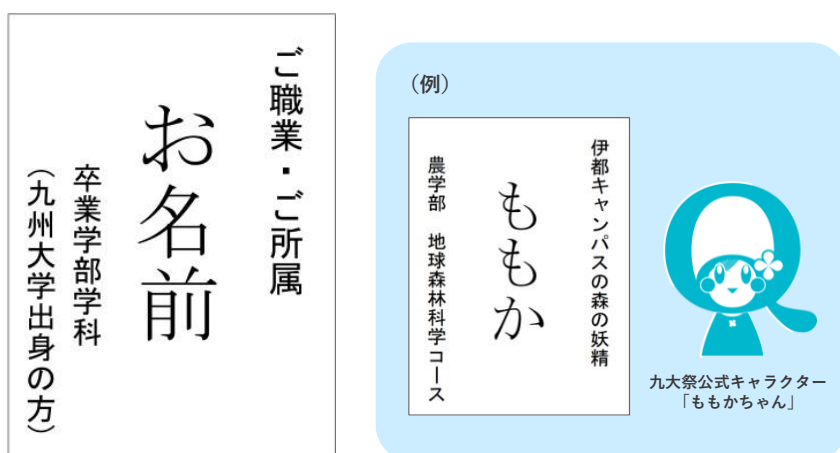 ご職業・ご所属
お名前
卒業学部学科
（九州大学出身の方）
（例）
伊都キャンパスの森の妖精
ももか
農学部　地球森林科学コース
九大祭公式キャラクター
「ももかちゃん」